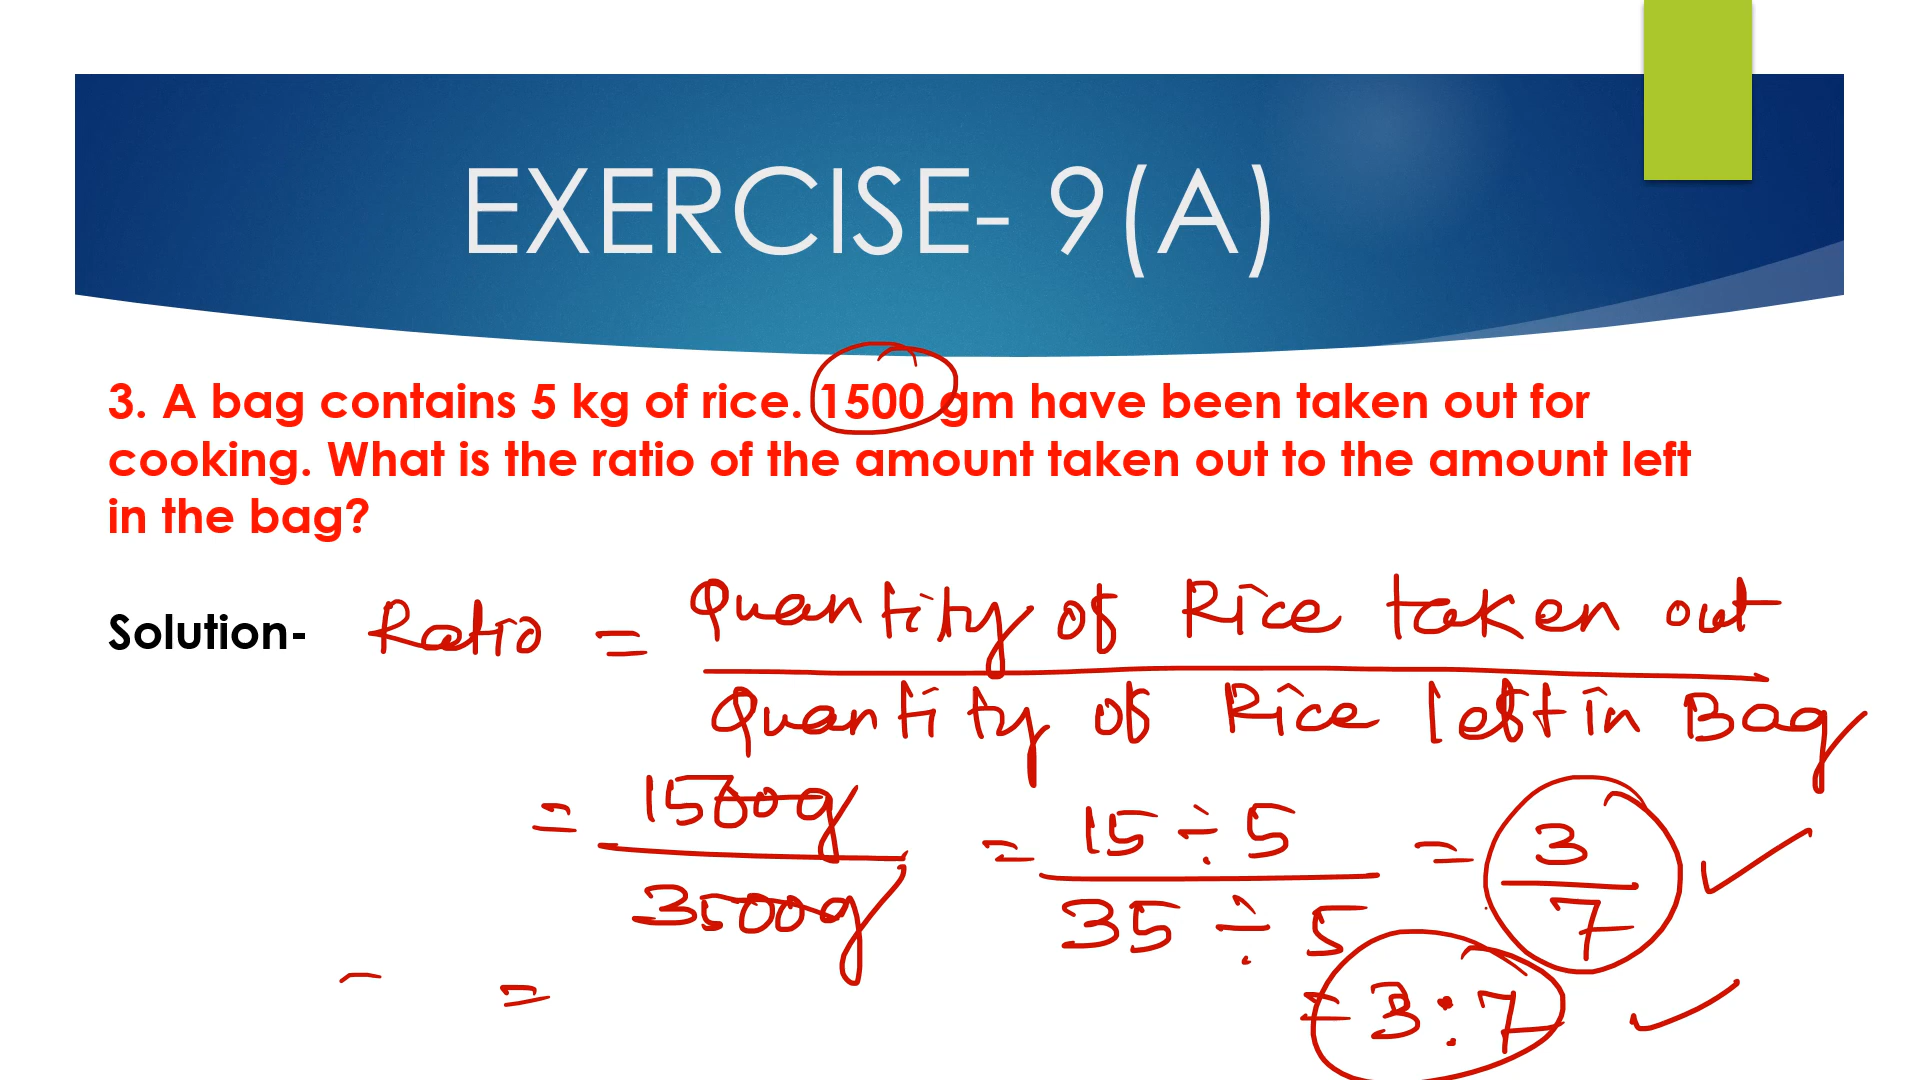 EXERCISE- 9(A)
3. A bag contains 5 kg of rice. 1500 gm have been taken out for
cooking. What is the ratio of the amount taken out to the amount left
in the bag?
Solution- Ratio = Quantity of Rice taken out
Quantity of Rice left in Bag
= 1500g = 15 ÷ 5 = 3
3500g 35 ÷ 5 7
= = 3:7